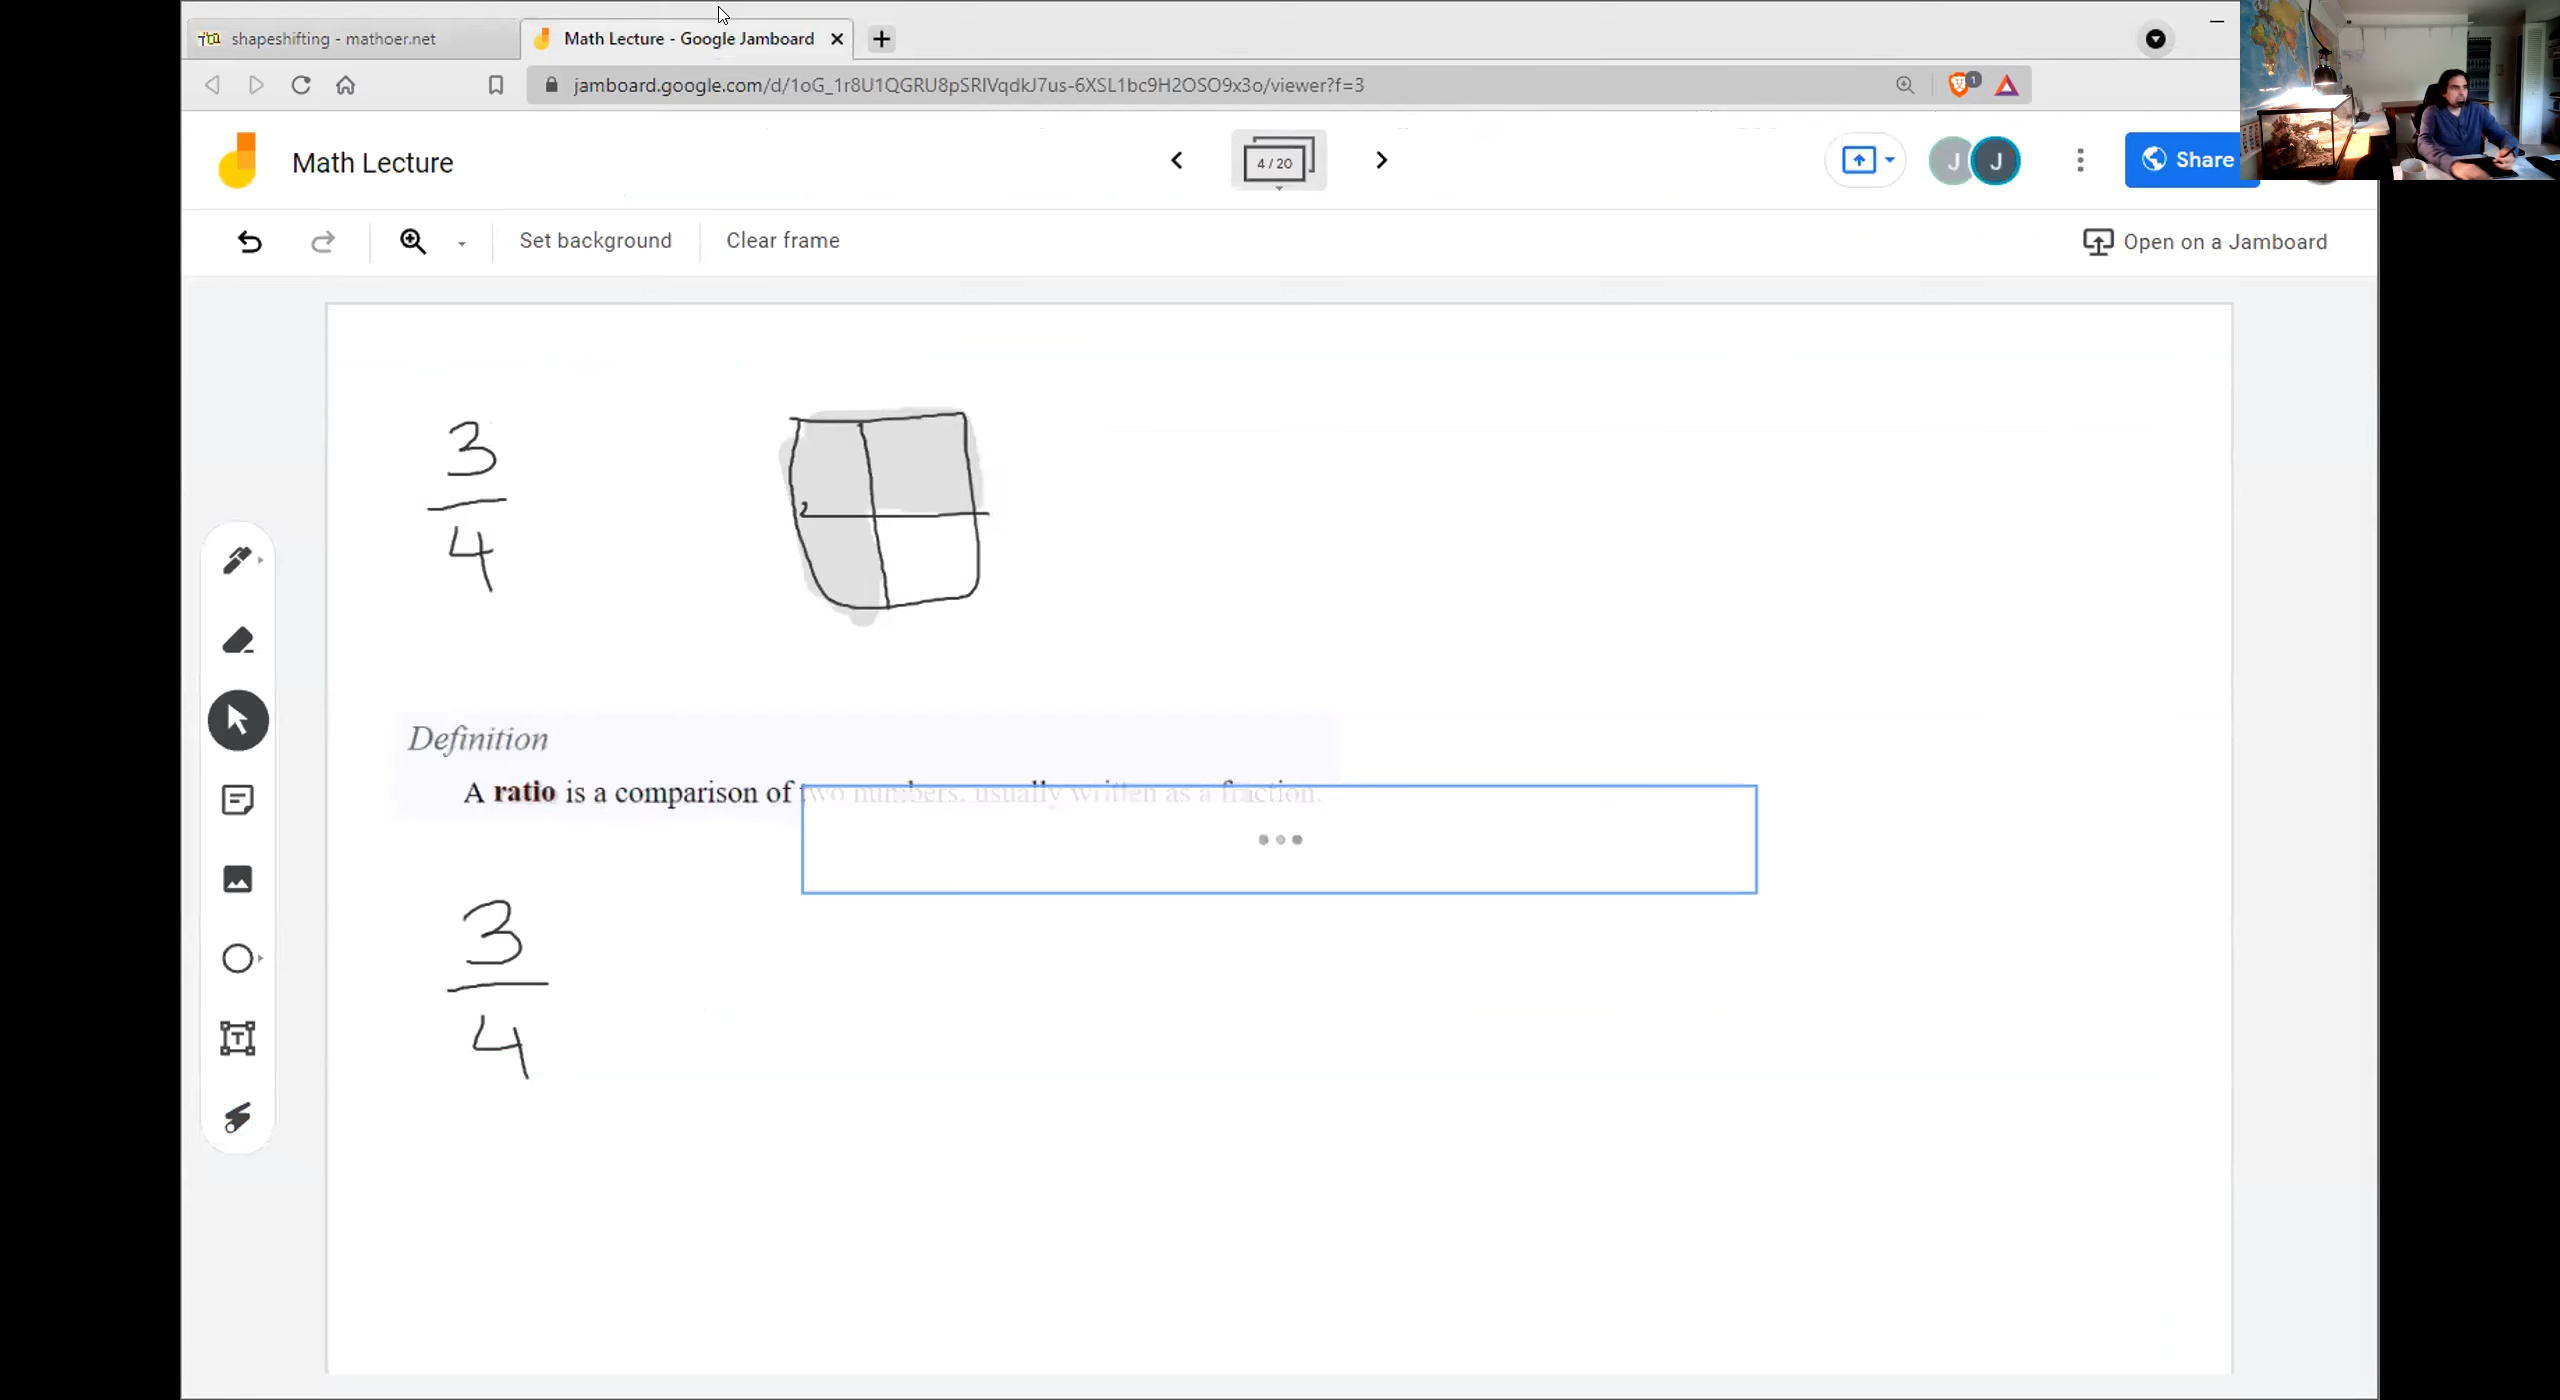 shapeshifting - mathoer.net
Math Lecture - Google Jamboard
jamboard.google.com/d/1oG_1r8U1QGRU8pSRIVqdkJ7us-6XSL1bc9H2OSO9x3o/viewer?f=3
1
Math Lecture
4 / 20
J J
Share
Set background
Clear frame
Open on a Jamboard
3
4
Definition
A ratio is a comparison of two numbers, usually written as a fraction.
3
4